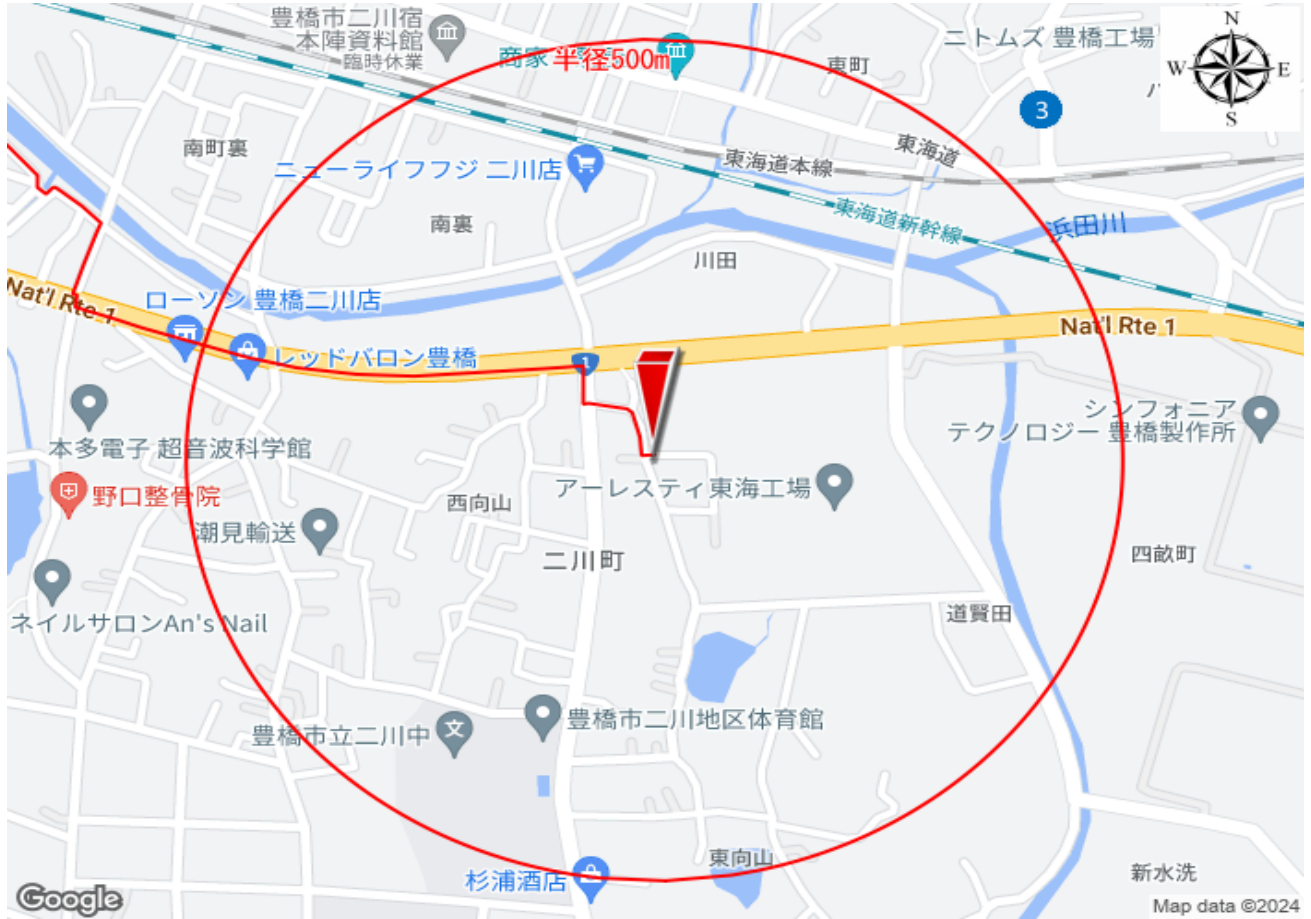 豊橋市二川宿
本陣資料館
臨時休業
商家
半径500m
ニトムズ 豊橋工場
N
W
E
S
東町
3
南町裏
ニューライフフジ 二川店
東海道本線
東海道
南裏
東海道新幹線
浜田川
川田
Nat'l Rte 1
ローソン 豊橋二川店
レッドバロン豊橋
1
Nat'l Rte 1
本多電子 超音波科学館
シンフォニア
テクノロジー 豊橋製作所
野口整骨院
西向山
アーレスティ東海工場
潮見輸送
二川町
四畝町
ネイルサロンAn's Nail
道賢田
豊橋市立二川中
文
豊橋市二川地区体育館
杉浦酒店
東向山
新水洗
Google
Map data ©2024